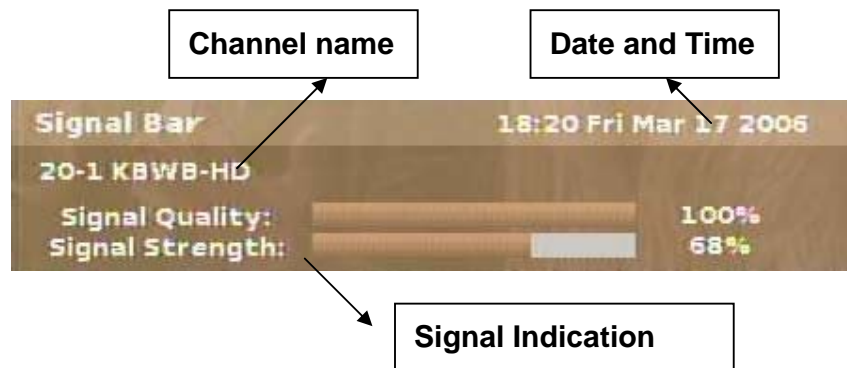 Channel name
Date and Time
Signal Bar 18:20 Fri Mar 17 2006
20-1 KBWB-HD
Signal Quality: 100%
Signal Strength: 68%
Signal Indication